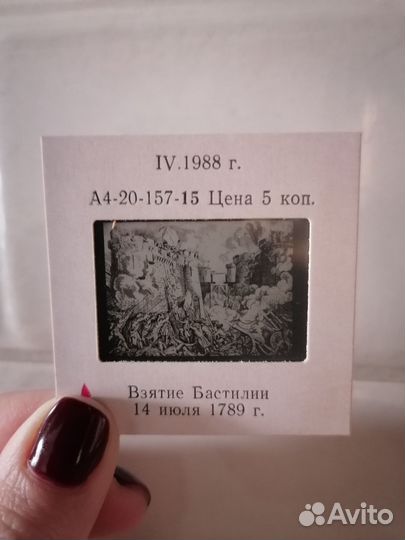 IV.1988 г.
А4-20-157-15 Цена 5 коп.
Взятие Бастилии
14 июля 1789 г.
Avito